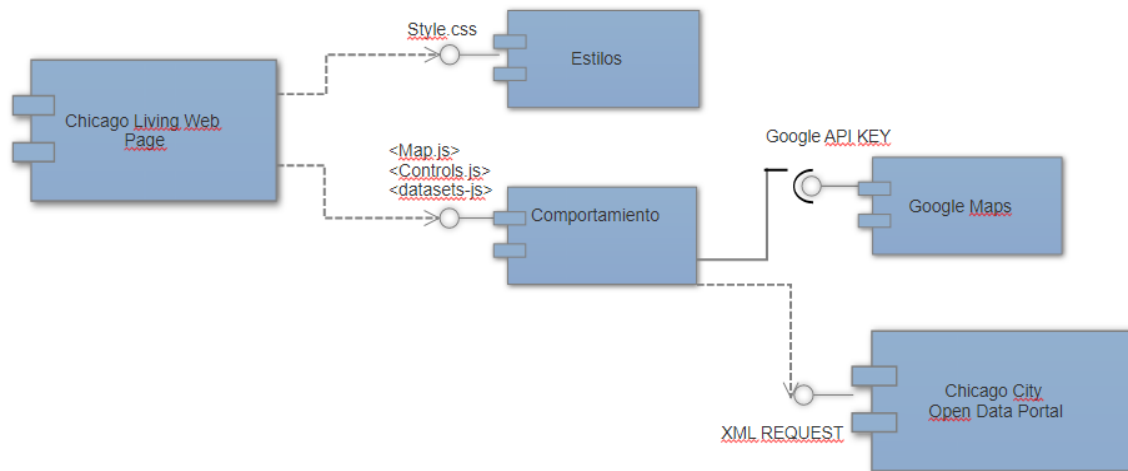 Style.css
Estilos
Chicago Living Web
Page
<Map.js>
<Controls.js>
<datasets-js>
Comportamiento
Google API KEY
Google Maps
Chicago City
Open Data Portal
XML REQUEST